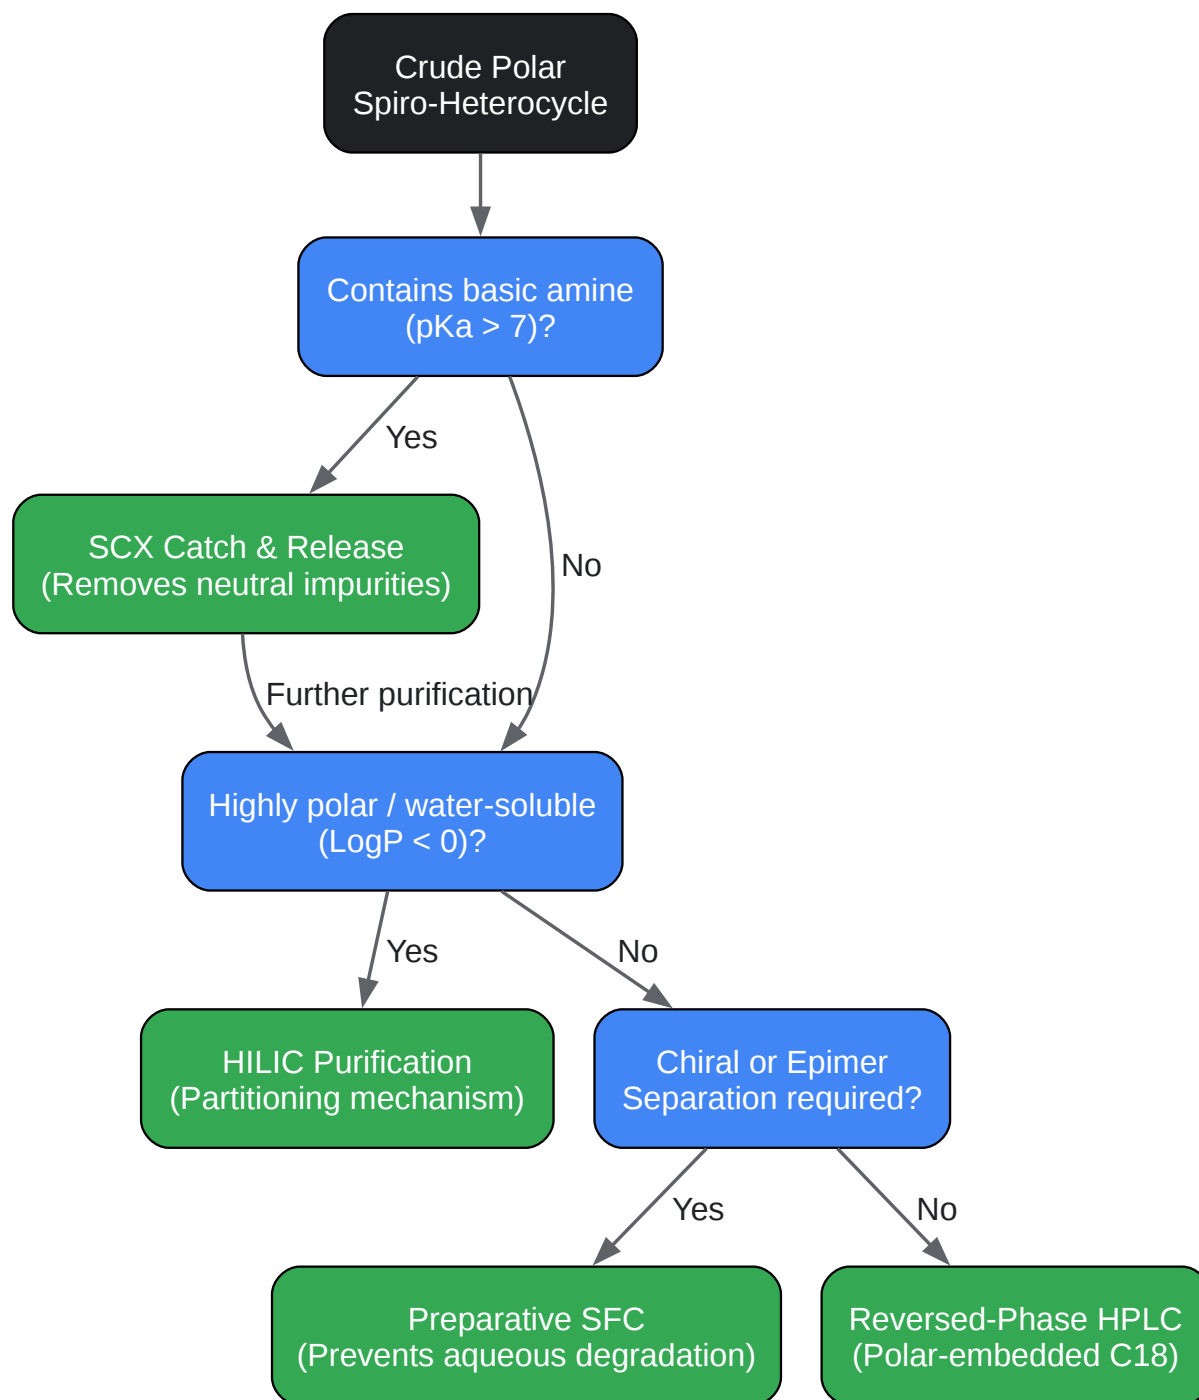 Crude Polar
Spiro-Heterocycle
Contains basic amine
(pKa > 7)?
Yes
SCX Catch & Release
(Removes neutral impurities)
No
Further purification
Highly polar / water-soluble
(LogP < 0)?
Yes
No
HILIC Purification
(Partitioning mechanism)
Chiral or Epimer
Separation required?
Yes
No
Preparative SFC
(Prevents aqueous degradation)
Reversed-Phase HPLC
(Polar-embedded C18)